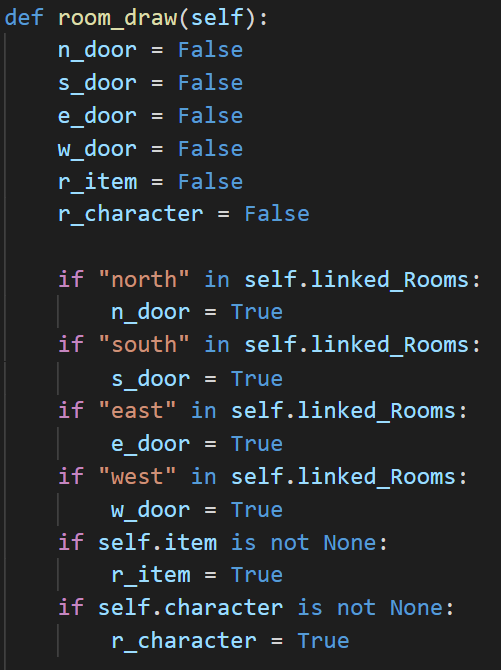 def room_draw(self):
    n_door = False
    s_door = False
    e_door = False
    w_door = False
    r_item = False
    r_character = False

    if "north" in self.linked_Rooms:
        n_door = True
    if "south" in self.linked_Rooms:
        s_door = True
    if "east" in self.linked_Rooms:
        e_door = True
    if "west" in self.linked_Rooms:
        w_door = True
    if self.item is not None:
        r_item = True
    if self.character is not None:
        r_character = True